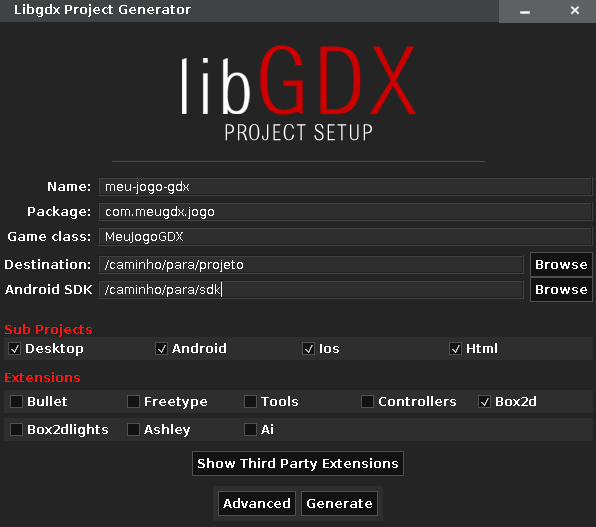 Libgdx Project Generator
libGDX
PROJECT SETUP
Name: meu-jogo-gdx
Package: com.meugdx.jogo
Game class: MeuJogoGDX
Destination: /caminho/para/projeto Browse
Android SDK /caminho/para/sdk Browse
Sub Projects
Desktop Android Ios Html
Extensions
Bullet Freetype Tools Controllers Box2d
Box2dlights Ashley Ai
Show Third Party Extensions
Advanced Generate